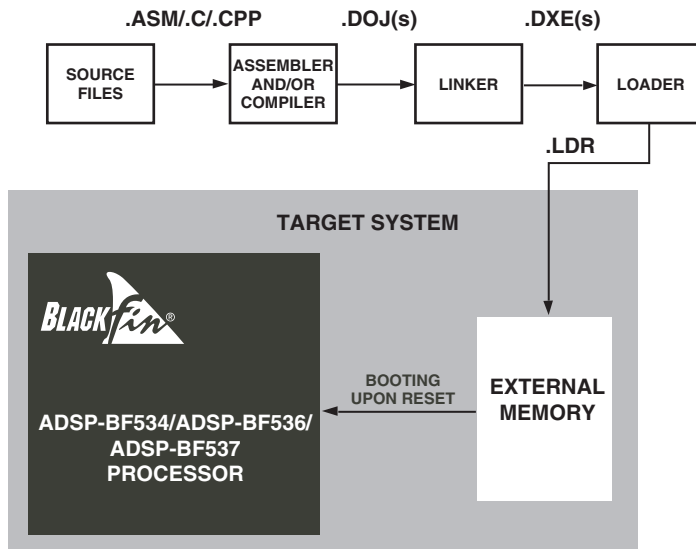 .ASM/.C/.CPP
.DOJ(s)
.DXE(s)
SOURCE
FILES
ASSEMBLER
AND/OR
COMPILER
LINKER
LOADER
.LDR
TARGET SYSTEM
BLACKfin®
BOOTING
UPON RESET
EXTERNAL
MEMORY
ADSP-BF534/ADSP-BF536/
ADSP-BF537
PROCESSOR